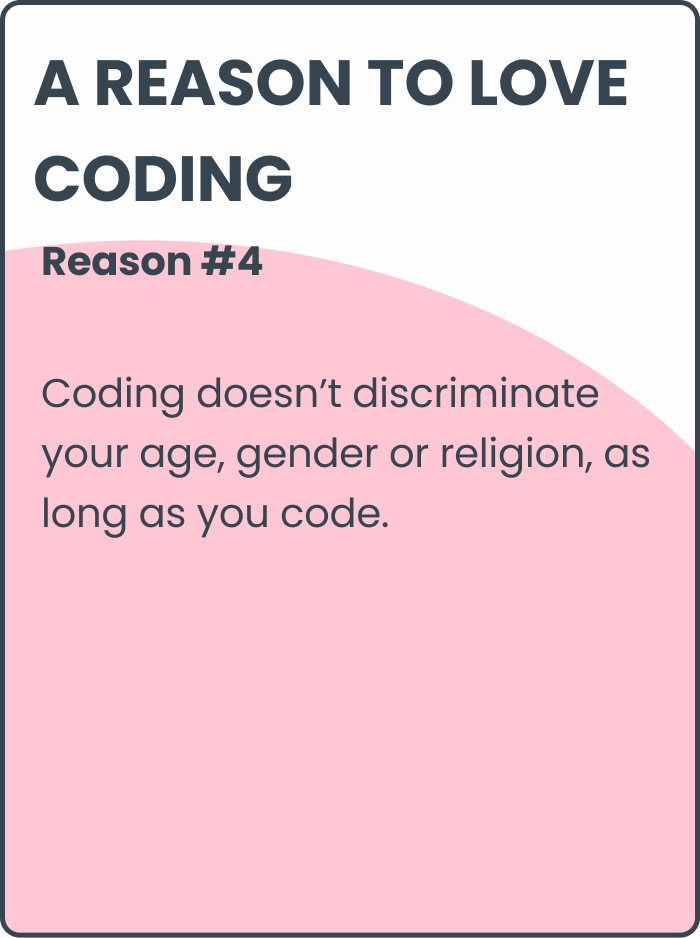 A REASON TO LOVE
CODING
Reason #4
Coding doesn’t discriminate
your age, gender or religion, as
long as you code.